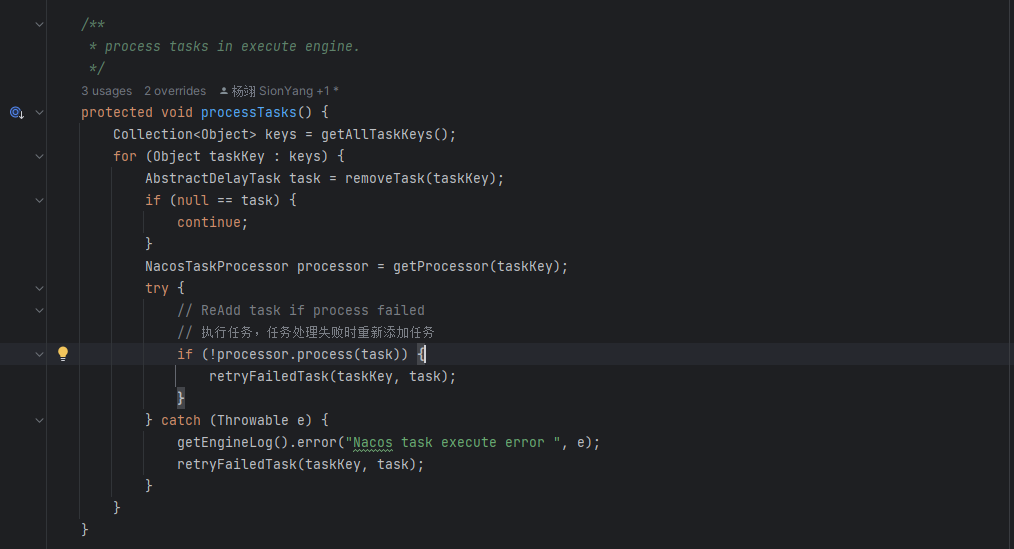 /**
 * process tasks in execute engine.
 */
3 usages 2 overrides 杨翊 SionYang +1 *
protected void processTasks() {
    Collection<Object> keys = getAllTaskKeys();
    for (Object taskKey : keys) {
        AbstractDelayTask task = removeTask(taskKey);
        if (null == task) {
            continue;
        }
        NacosTaskProcessor processor = getProcessor(taskKey);
        try {
            // ReAdd task if process failed
            // 执行任务，任务处理失败时重新添加任务
            if (!processor.process(task)) {
                retryFailedTask(taskKey, task);
            }
        } catch (Throwable e) {
            getEngineLog().error("Nacos task execute error ", e);
            retryFailedTask(taskKey, task);
        }
    }
}